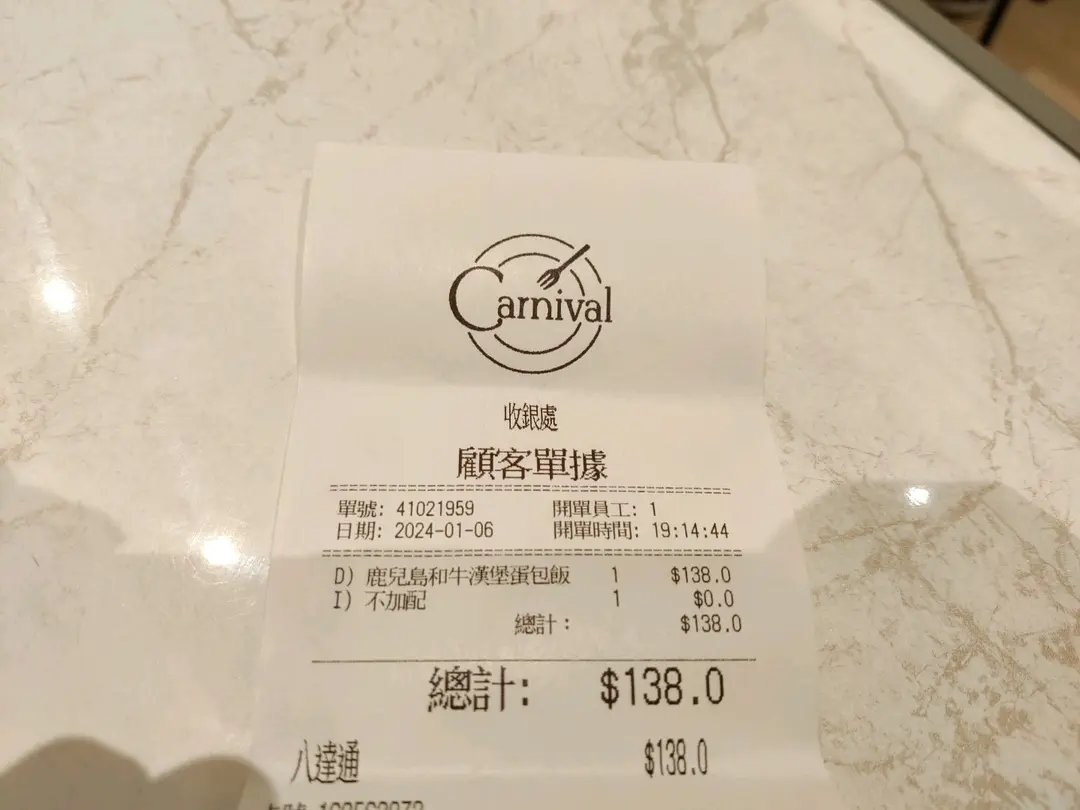 Carnival
收銀處
顧客單據
單號: 41021959 開單員工: 1
日期: 2024-01-06 開單時間: 19:14:44
D) 鹿兒島和牛漢堡蛋包飯 1 $138.0
I) 不加配 1 $0.0
總計: $138.0
總計: $138.0
八達通 $138.0